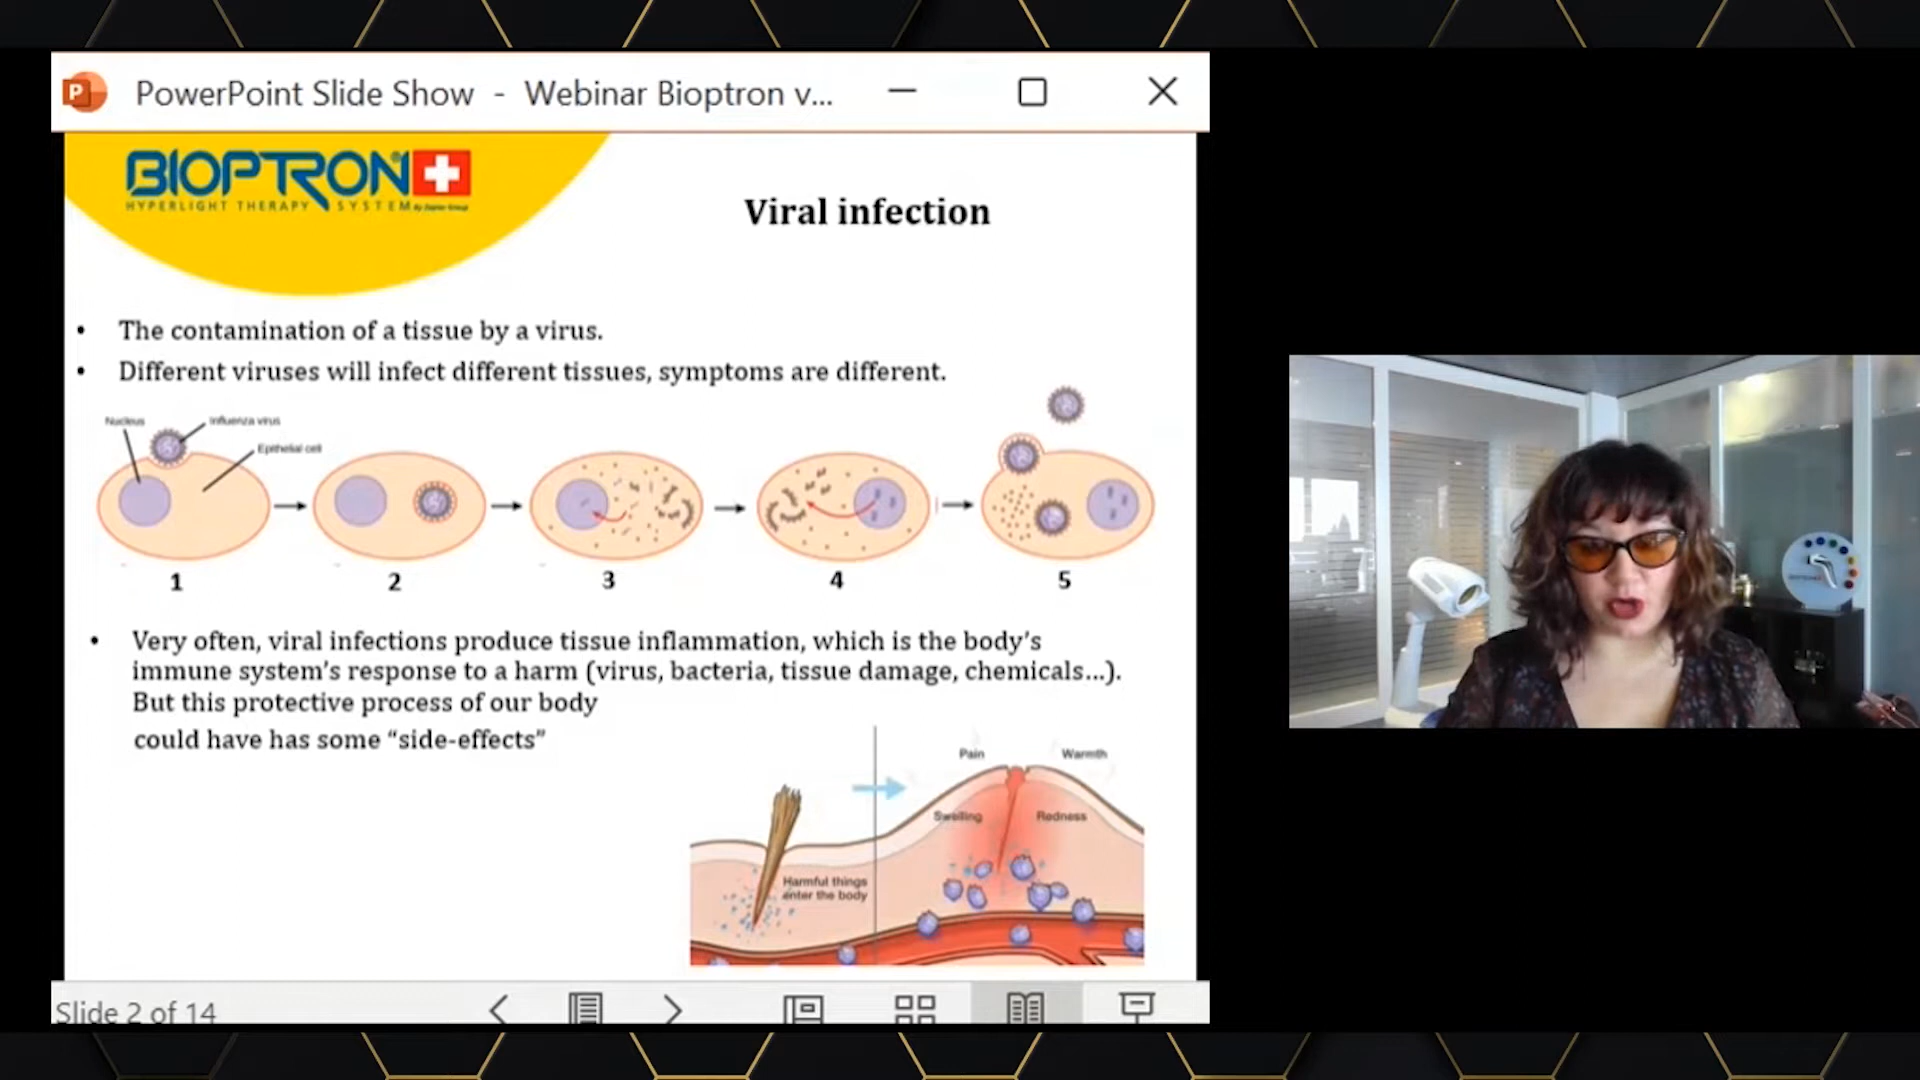 PowerPoint Slide Show - Webinar Bioptron v...
BIOPTRON
HYPERLIGHT THERAPY SYSTEM By Zepter Group
Viral infection
• The contamination of a tissue by a virus.
• Different viruses will infect different tissues, symptoms are different.
Nucleus
Influenza virus
Epithelial cell
1
2
3
4
5
• Very often, viral infections produce tissue inflammation, which is the body's
immune system's response to a harm (virus, bacteria, tissue damage, chemicals...).
But this protective process of our body
could have has some “side-effects”
Pain
Warmth
Swelling
Redness
Harmful things
enter the body
Slide 2 of 14